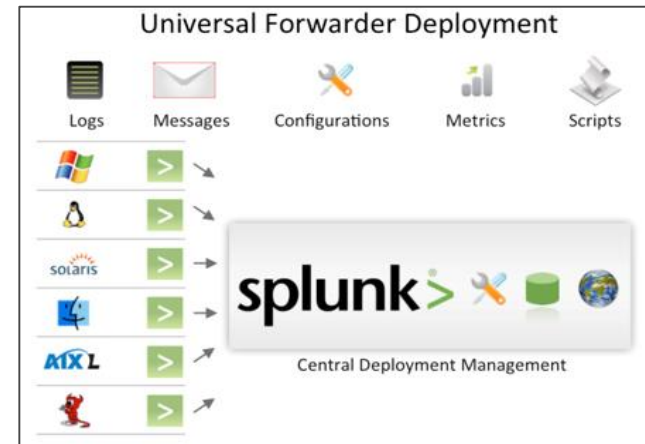 Universal Forwarder Deployment
Logs Messages Configurations Metrics Scripts
>
>
solaris >
splunk>
>
AIX L >
Central Deployment Management
>